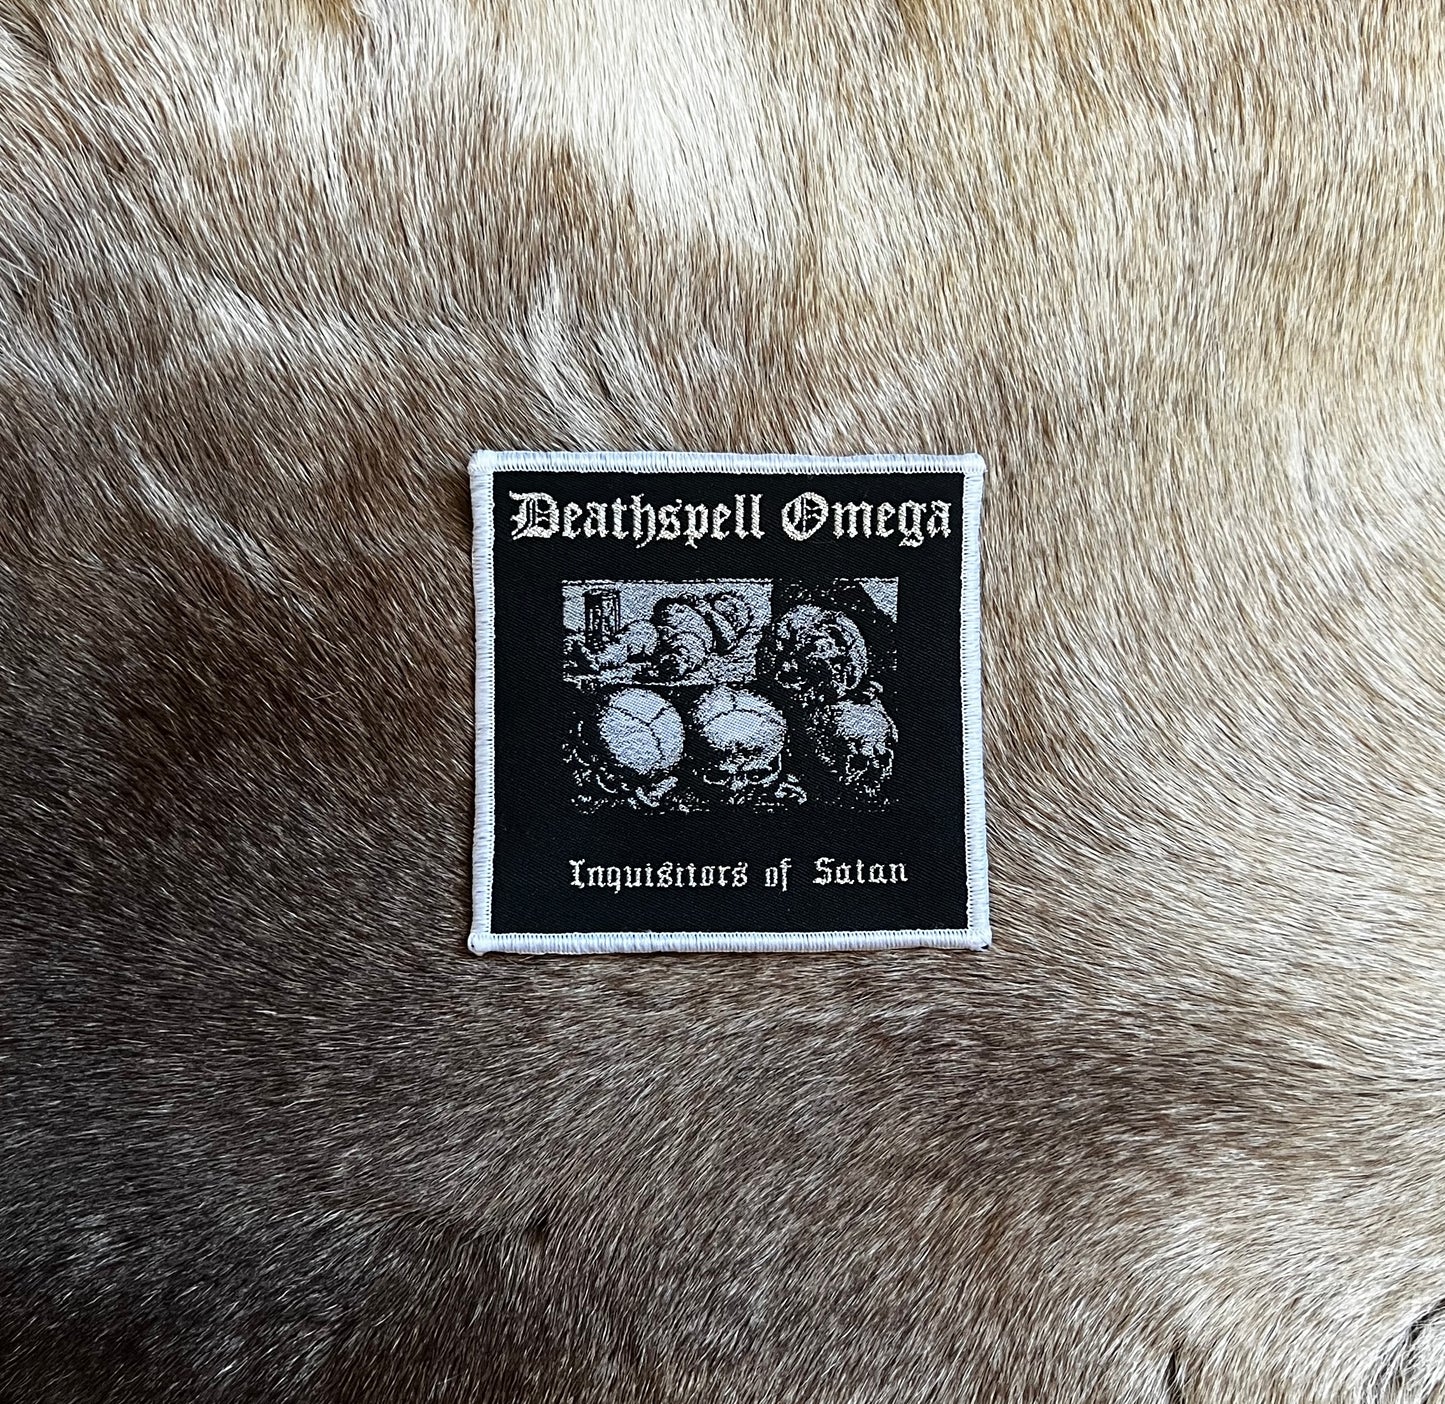 Deathspell Omega
Inquisitors of Satan